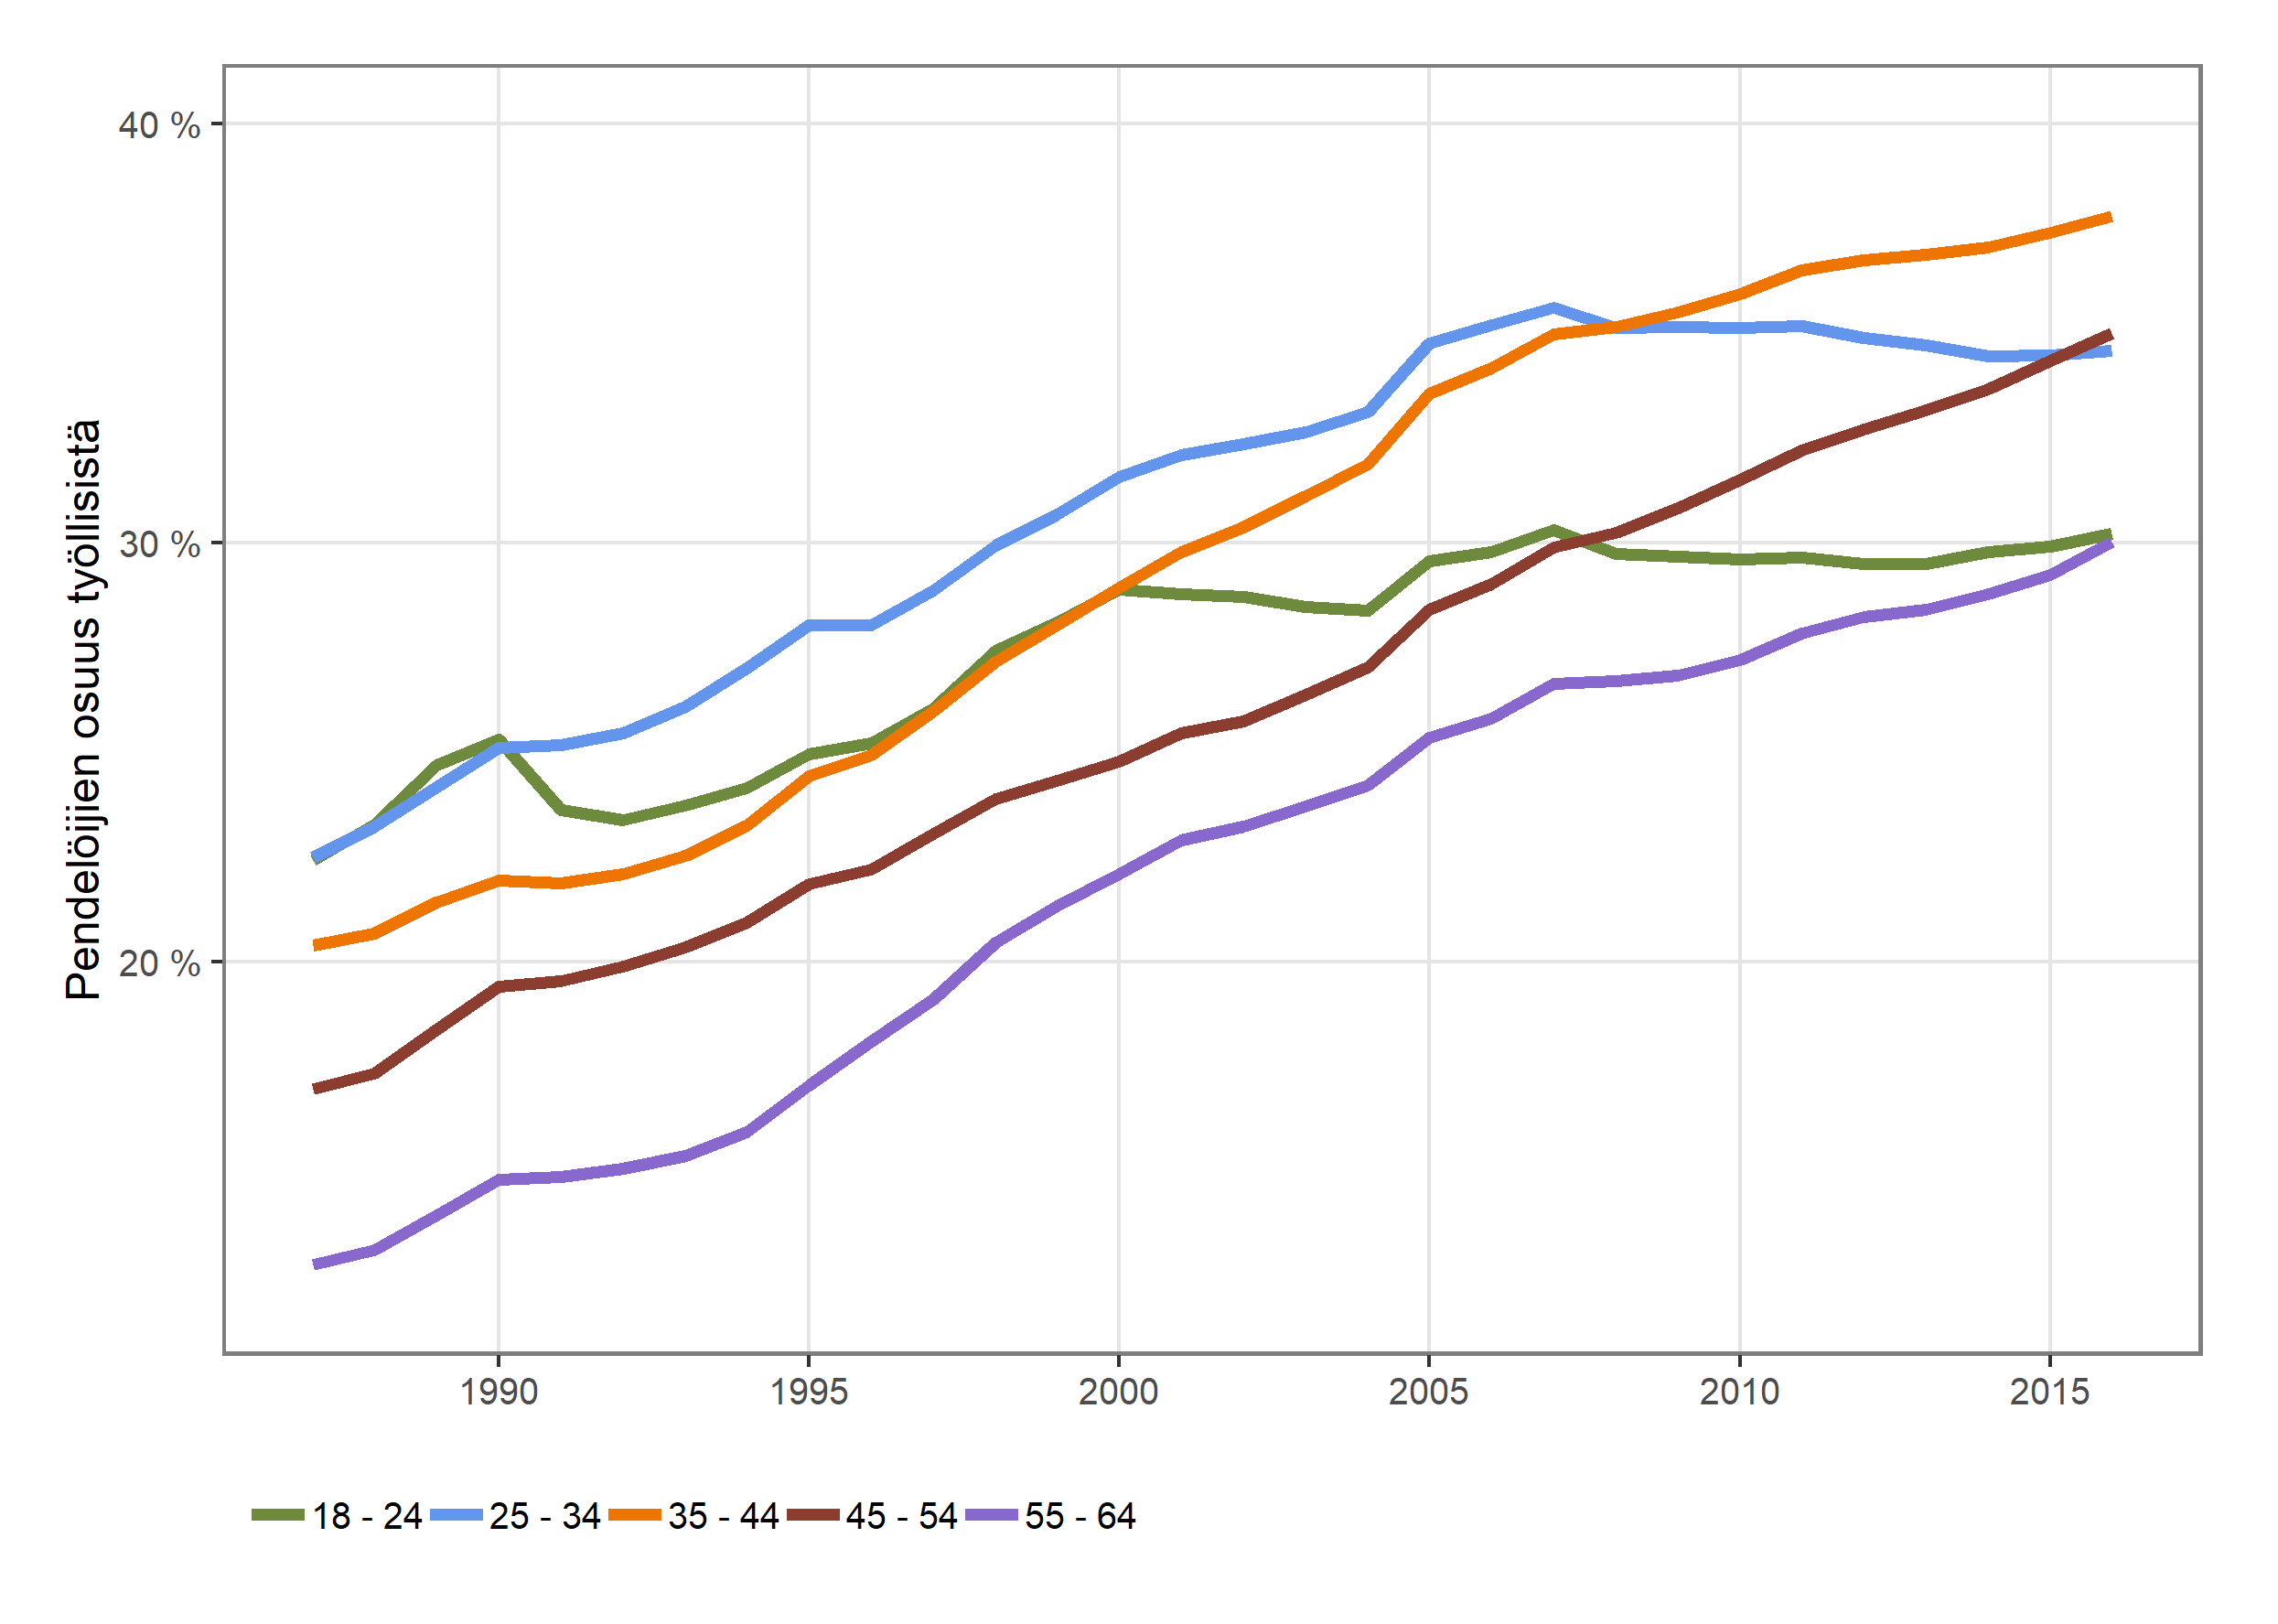 Pendelöijien osuus työllisistä
40 %
30 %
20 %
1990 1995 2000 2005 2010 2015
18 - 24 25 - 34 35 - 44 45 - 54 55 - 64